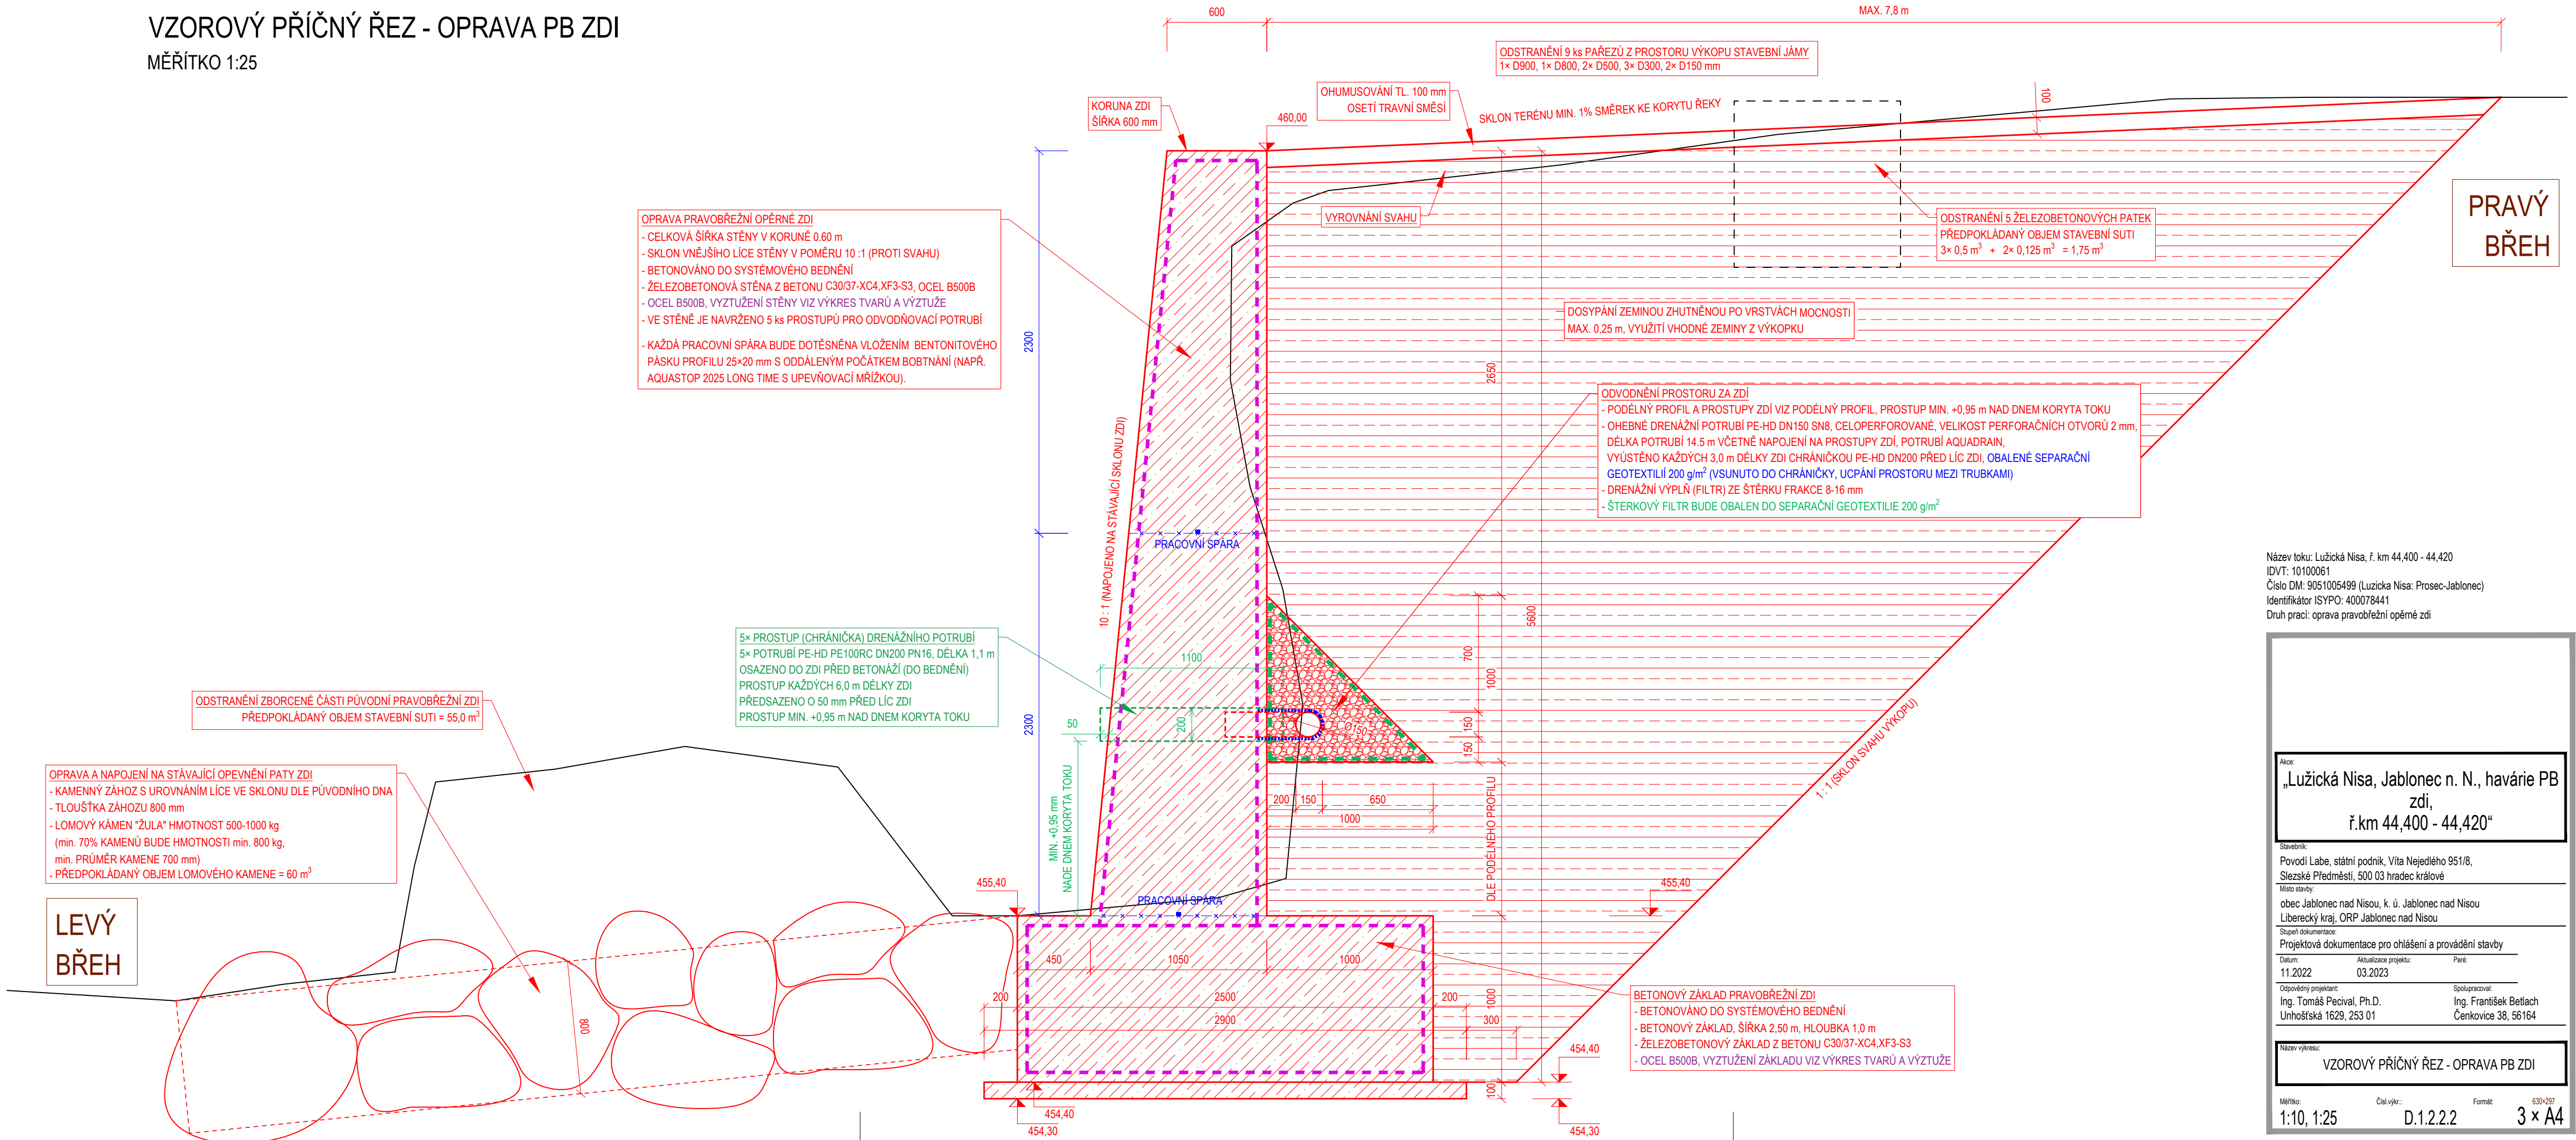 VZOROVÝ PŘÍČNÝ ŘEZ - OPRAVA PB ZDI
MĚŘÍTKO 1:25
600
MAX. 7,8 m
ODSTRANĚNÍ 9 ks PAŘEZŮ Z PROSTORU VÝKOPU STAVEBNÍ JÁMY
1× D900, 1× D800, 2× D500, 3× D300, 2× D150 mm
KORUNA ZDI
ŠÍŘKA 600 mm
OHUMUSOVÁNÍ TL. 100 mm
OSETÍ TRAVNÍ SMĚSÍ
460,00
SKLON TERÉNU MIN. 1% SMĚREK KE KORYTU ŘEKY
100
PRAVÝ
BŘEH
OPRAVA PRAVOBŘEŽNÍ OPĚRNÉ ZDI
- CELKOVÁ ŠÍŘKA STĚNY V KORUNĚ 0.60 m
- SKLON VNĚJŠÍHO LÍCE STĚNY V POMĚRU 10 :1 (PROTI SVAHU)
- BETONOVÁNO DO SYSTÉMOVÉHO BEDNĚNÍ
- ŽELEZOBETONOVÁ STĚNA Z BETONU C30/37-XC4,XF3-S3, OCEL B500B
- OCEL B500B, VYZTUŽENÍ STĚNY VIZ VÝKRES TVARŮ A VÝZTUŽE
- VE STĚNĚ JE NAVRŽENO 5 ks PROSTUPŮ PRO ODVODŇOVACÍ POTRUBÍ
- KAŽDÁ PRACOVNÍ SPÁRA BUDE DOTĚSNĚNA VLOŽENÍM BENTONITOVÉHO
PÁSKU PROFILU 25×20 mm S ODDÁLENÝM POČÁTKEM BOBTNÁNÍ (NAPŘ.
AQUASTOP 2025 LONG TIME S UPEVŇOVACÍ MŘÍŽKOU).
VYROVNÁNÍ SVAHU
ODSTRANĚNÍ 5 ŽELEZOBETONOVÝCH PATEK
PŘEDPOKLÁDANÝ OBJEM STAVEBNÍ SUTI
3× 0,5 m³ + 2× 0,125 m³ = 1,75 m³
DOSYPÁNÍ ZEMINOU ZHUTNĚNOU PO VRSTVÁCH MOCNOSTI
MAX. 0,25 m, VYUŽITÍ VHODNÉ ZEMINY Z VÝKOPKU
2300
2650
ODVODNĚNÍ PROSTORU ZA ZDÍ
- PODÉLNÝ PROFIL A PROSTUPY ZDÍ VIZ PODÉLNÝ PROFIL, PROSTUP MIN. +0,95 m NAD DNEM KORYTA TOKU
- OHEBNÉ DRENÁŽNÍ POTRUBÍ PE-HD DN150 SN8, CELOPERFOROVANÉ, VELIKOST PERFORAČNÍCH OTVORŮ 2 mm,
DÉLKA POTRUBÍ 14.5 m VČETNĚ NAPOJENÍ NA PROSTUPY ZDÍ, POTRUBÍ AQUADRAIN,
VYÚSTĚNO KAŽDÝCH 3,0 m DÉLKY ZDI CHRÁNIČKOU PE-HD DN200 PŘED LÍC ZDI, OBALENÉ SEPARAČNÍ
GEOTEXTILIÍ 200 g/m² (VSUNUTO DO CHRÁNIČKY, UCPÁNÍ PROSTORU MEZI TRUBKAMI)
- DRENÁŽNÍ VÝPLŇ (FILTR) ZE ŠTĚRKU FRAKCE 8-16 mm
- ŠTERKOVÝ FILTR BUDE OBALEN DO SEPARAČNÍ GEOTEXTILIE 200 g/m²
10 : 1 (NAPOJENO NA STÁVAJÍCÍ SKLONU ZDI)
PRACOVNÍ SPÁRA
Název toku: Lužická Nisa, ř. km 44,400 - 44,420
IDVT: 10100061
Číslo DM: 9051005499 (Luzicka Nisa: Prosec-Jablonec)
Identifikátor ISYPO: 400078441
Druh prací: oprava pravobřežní opěrné zdi
5× PROSTUP (CHRÁNIČKA) DRENÁŽNÍHO POTRUBÍ
5× POTRUBÍ PE-HD PE100RC DN200 PN16, DÉLKA 1,1 m
OSAZENO DO ZDI PŘED BETONÁŽÍ (DO BEDNĚNÍ)
PROSTUP KAŽDÝCH 6,0 m DÉLKY ZDI
PŘEDSAZENO O 50 mm PŘED LÍC ZDI
PROSTUP MIN. +0,95 m NAD DNEM KORYTA TOKU
5600
1100
700
1000
2300
50
200
Ø150
150
150
ODSTRANĚNÍ ZBORCENÉ ČÁSTI PŮVODNÍ PRAVOBŘEŽNÍ ZDI
PŘEDPOKLÁDANÝ OBJEM STAVEBNÍ SUTI = 55,0 m³
1: 1 (SKLON SVAHU VÝKOPU)
OPRAVA A NAPOJENÍ NA STÁVAJÍCÍ OPEVNĚNÍ PATY ZDI
- KAMENNÝ ZÁHOZ S UROVNÁNÍM LÍCE VE SKLONU DLE PŮVODNÍHO DNA
- TLOUŠŤKA ZÁHOZU 800 mm
- LOMOVÝ KÁMEN "ŽULA" HMOTNOST 500-1000 kg
(min. 70% KAMENŮ BUDE HMOTNOSTI min. 800 kg,
min. PRŮMĚR KAMENE 700 mm)
- PŘEDPOKLÁDANÝ OBJEM LOMOVÉHO KAMENE = 60 m³
MIN. +0,95 mm
NADE DNEM KORYTA TOKU
200 150 650
1000
DLE PODÉLNÉHO PROFILU
455,40
PRACOVNÍ SPÁRA
455,40
LEVÝ
BŘEH
450 1050 1000
200 2500 200
2900 300
1000
800
BETONOVÝ ZÁKLAD PRAVOBŘEŽNÍ ZDI
- BETONOVÁNO DO SYSTÉMOVÉHO BEDNĚNÍ
- BETONOVÝ ZÁKLAD, ŠÍŘKA 2,50 m, HLOUBKA 1,0 m
- ŽELEZOBETONOVÝ ZÁKLAD Z BETONU C30/37-XC4,XF3-S3
- OCEL B500B, VYZTUŽENÍ ZÁKLADU VIZ VÝKRES TVARŮ A VÝZTUŽE
454,40
100
454,40
454,30
454,30
Akce:
„Lužická Nisa, Jablonec n. N., havárie PB
zdi,
ř.km 44,400 - 44,420“
Stavebník:
Povodí Labe, státní podnik, Víta Nejedlého 951/8,
Slezské Předměstí, 500 03 hradec králové
Místo stavby:
obec Jablonec nad Nisou, k. ú. Jablonec nad Nisou
Liberecký kraj, ORP Jablonec nad Nisou
Stupeň dokumentace:
Projektová dokumentace pro ohlášení a provádění stavby
Datum: Aktualizace projektu: Paré:
11.2022 03.2023
Odpovědný projektant: Spolupracoval:
Ing. Tomáš Pecival, Ph.D. Ing. František Betlach
Unhošťská 1629, 253 01 Čenkovice 38, 56164
Název výkresu:
VZOROVÝ PŘÍČNÝ ŘEZ - OPRAVA PB ZDI
Měřítko: Čísl.výkr.: Formát: 630×297
1:10, 1:25 D.1.2.2.2 3 × A4